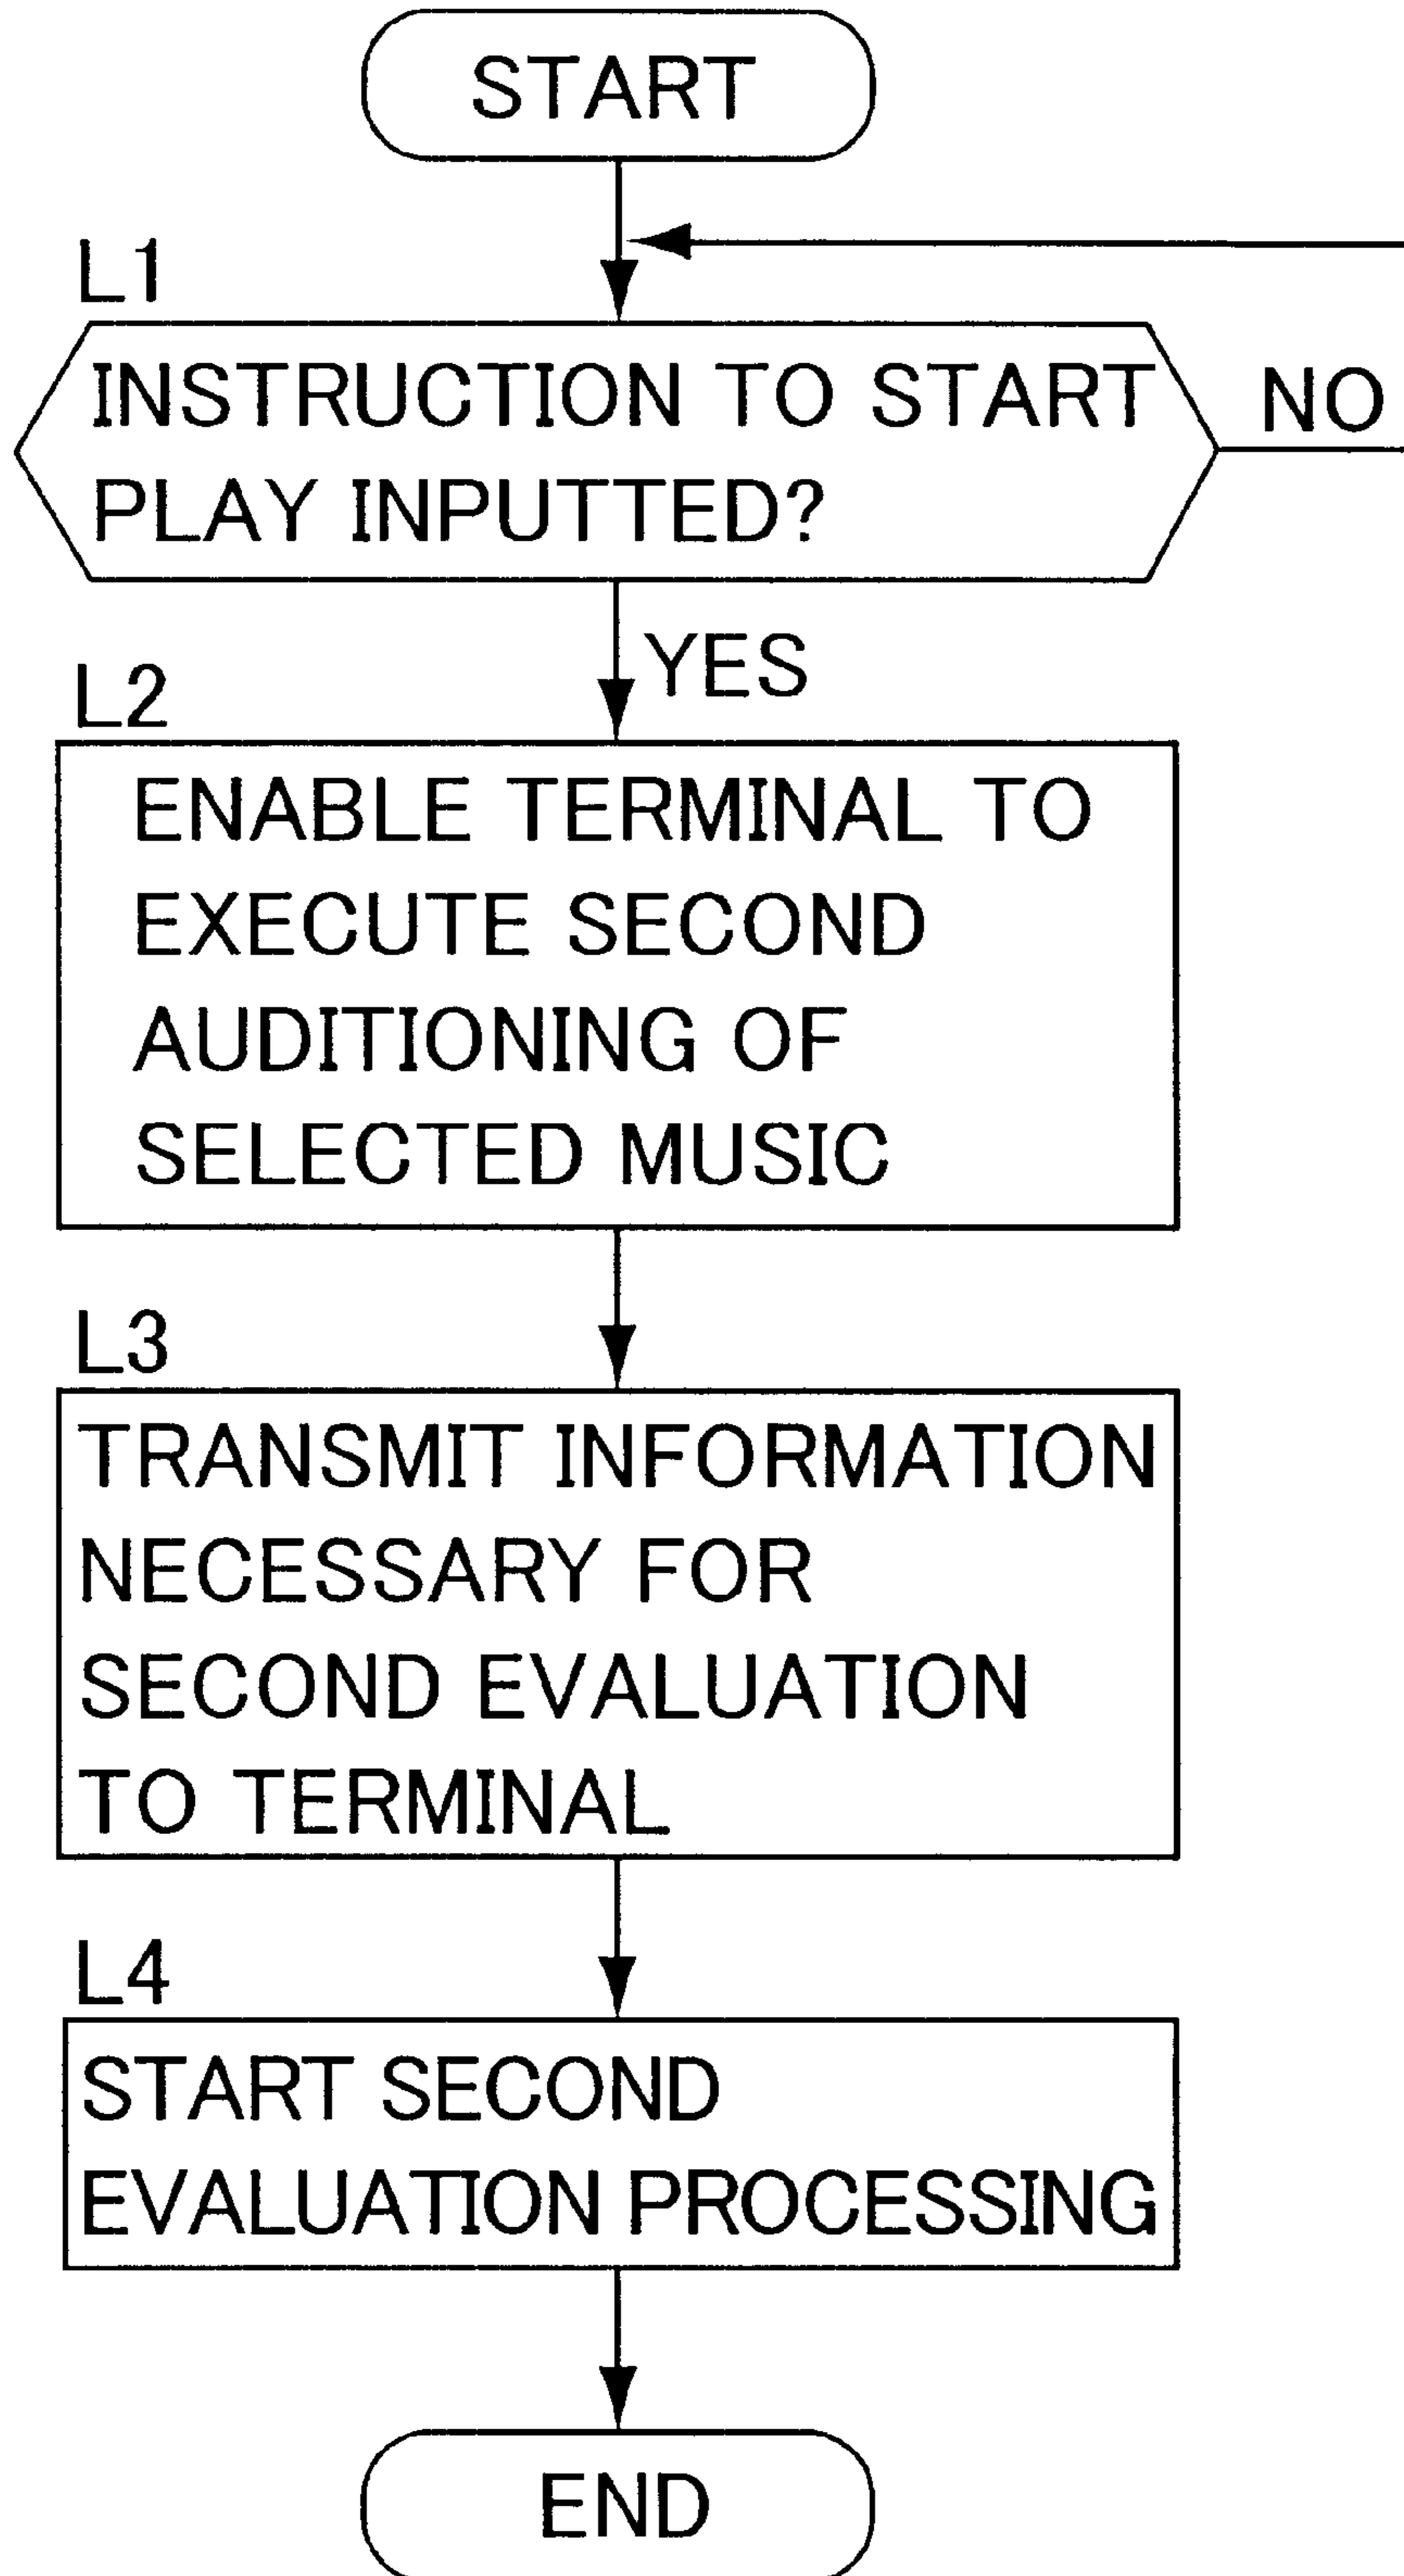 START
L1
INSTRUCTION TO START
PLAY INPUTTED?
NO
YES
L2
ENABLE TERMINAL TO
EXECUTE SECOND
AUDITIONING OF
SELECTED MUSIC
L3
TRANSMIT INFORMATION
NECESSARY FOR
SECOND EVALUATION
TO TERMINAL
L4
START SECOND
EVALUATION PROCESSING
END